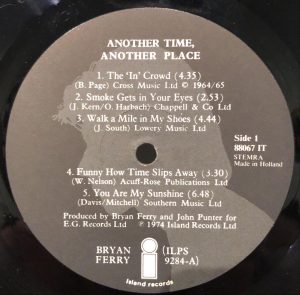 ANOTHER TIME,
ANOTHER PLACE
1. The 'In' Crowd (4.35)
(B. Page) Cross Music Ltd © 1964/65
2. Smoke Gets in Your Eyes (2.53)
(J. Kern/O. Harbach) Chappell & Co Ltd
3. Walk a Mile in My Shoes (4.44)
(J. South) Lowery Music Ltd
Side 1
88067 IT
STEMRA
Made in Holland
4. Funny How Time Slips Away (3.30)
(W. Nelson) Acuff-Rose Publications Ltd
5. You Are My Sunshine (6.48)
(Davis/Mitchell) Southern Music Ltd
Produced by Bryan Ferry and John Punter for
E.G. Records Ltd ℗ 1974 Island Records Ltd
BRYAN
FERRY
(ILPS
9284-A)
island records